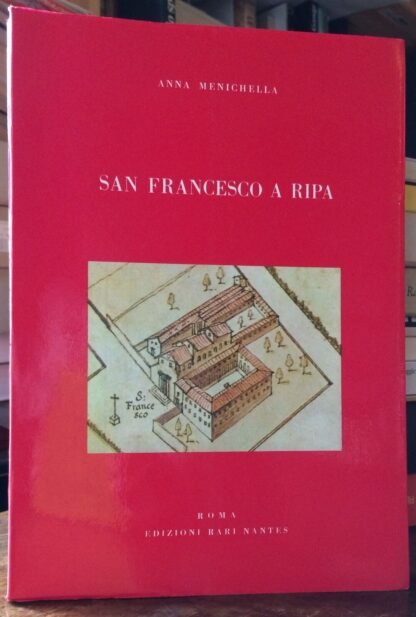 ANNA MENICHELLA
SAN FRANCESCO A RIPA
S:
France
sco
ROMA
EDIZIONI RARI NANTES